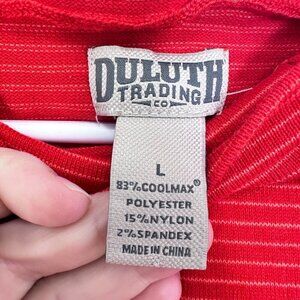 DULUTH
TRADING
CO
L
83%COOLMAX®
POLYESTER
15%NYLON
2%SPANDEX
MADE IN CHINA